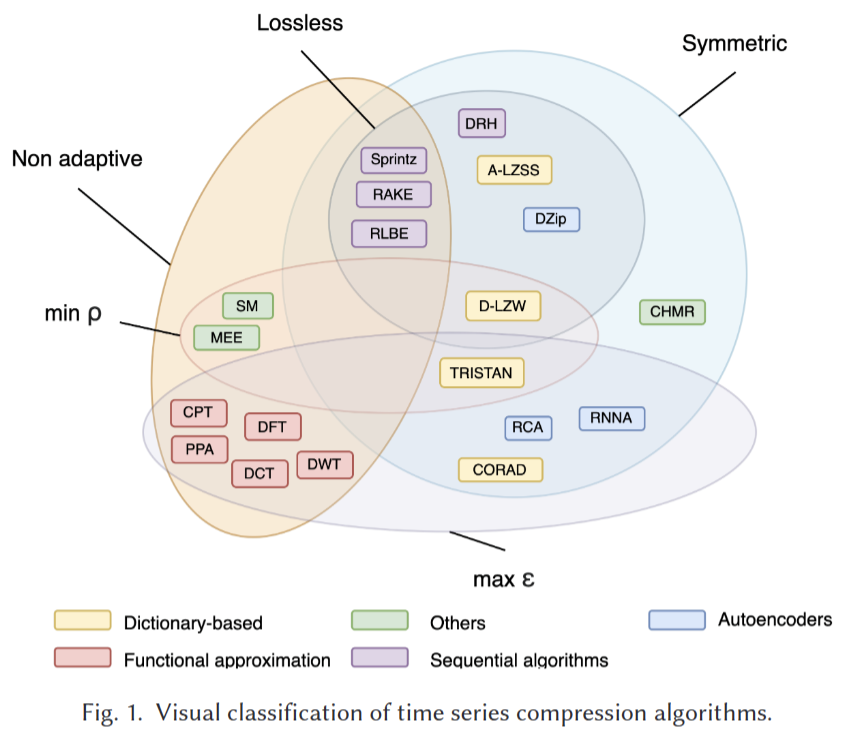 Lossless
Symmetric
Non adaptive
min ρ
DRH
Sprintz
A-LZSS
RAKE
DZip
RLBE
SM
D-LZW
CHMR
MEE
TRISTAN
CPT
DFT
RCA
RNNA
PPA
DCT
DWT
CORAD
max ε
Dictionary-based
Others
Autoencoders
Functional approximation
Sequential algorithms
Fig. 1. Visual classification of time series compression algorithms.